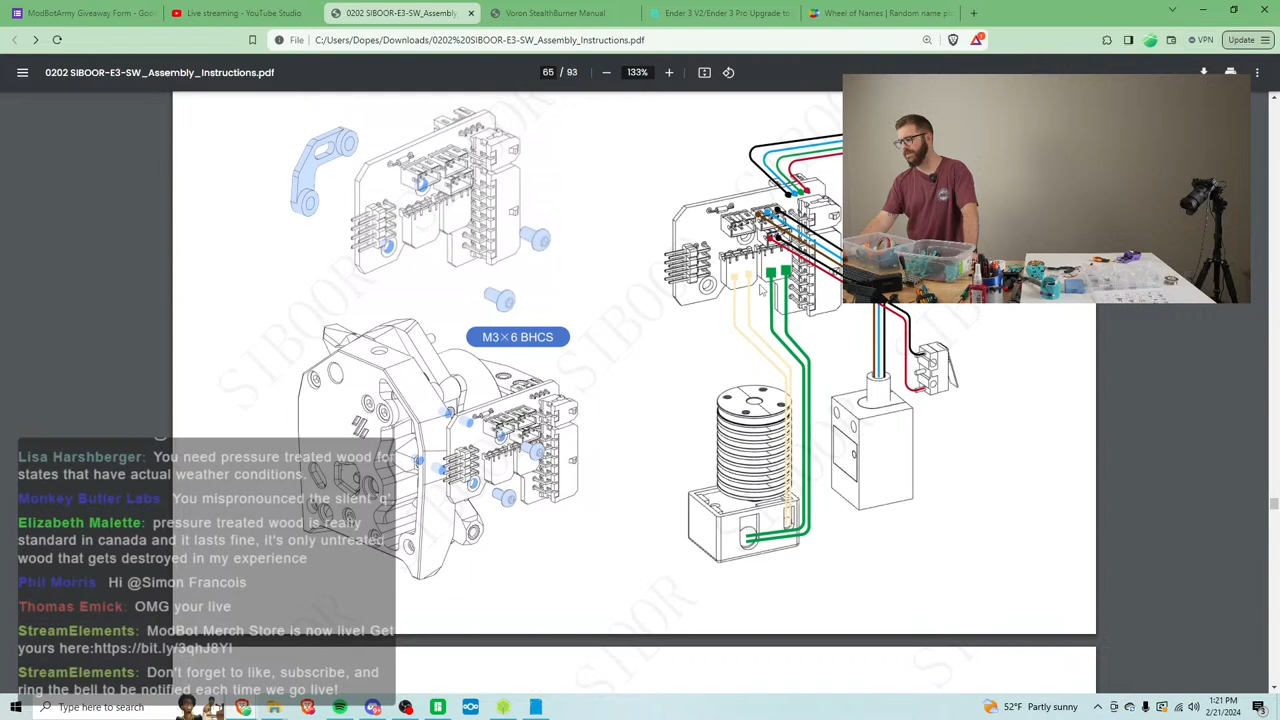 ModBotArmy Giveaway Form - Goo
Live streaming - YouTube Studio
0202 SIBOOR-E3-SW_Assembly_
Voron StealthBurner Manual
Ender 3 V2/Ender 3 Pro Upgrade to
Wheel of Names | Random name pi
File
C:/Users/Dopes/Downloads/0202%20SIBOOR-E3-SW_Assembly_Instructions.pdf
VPN
Update
0202 SIBOOR-E3-SW_Assembly_Instructions.pdf
65 / 93
133%
SIBOOR
SIBOOR
M3×6 BHCS
Lisa Harshberger: You need pressure treated wood for
states that have actual weather conditions.
Monkey Butler Labs You mispronounced the silent 'q'
Elizabeth Malette: pressure treated wood is really
standard in canada and it lasts fine, it's only untreated
wood that gets destroyed in my experience
Phil Morris Hi @Simon Francois
Thomas Emick: OMG your live
StreamElements: ModBot Merch Store is now live! Get
yours here:https://bit.ly/3qhJ8YI
StreamElements: Don't forget to like, subscribe, and
ring the bell to be notified each time we go live!
Type here to search
52°F Partly sunny
1:21 PM
2/21/2024